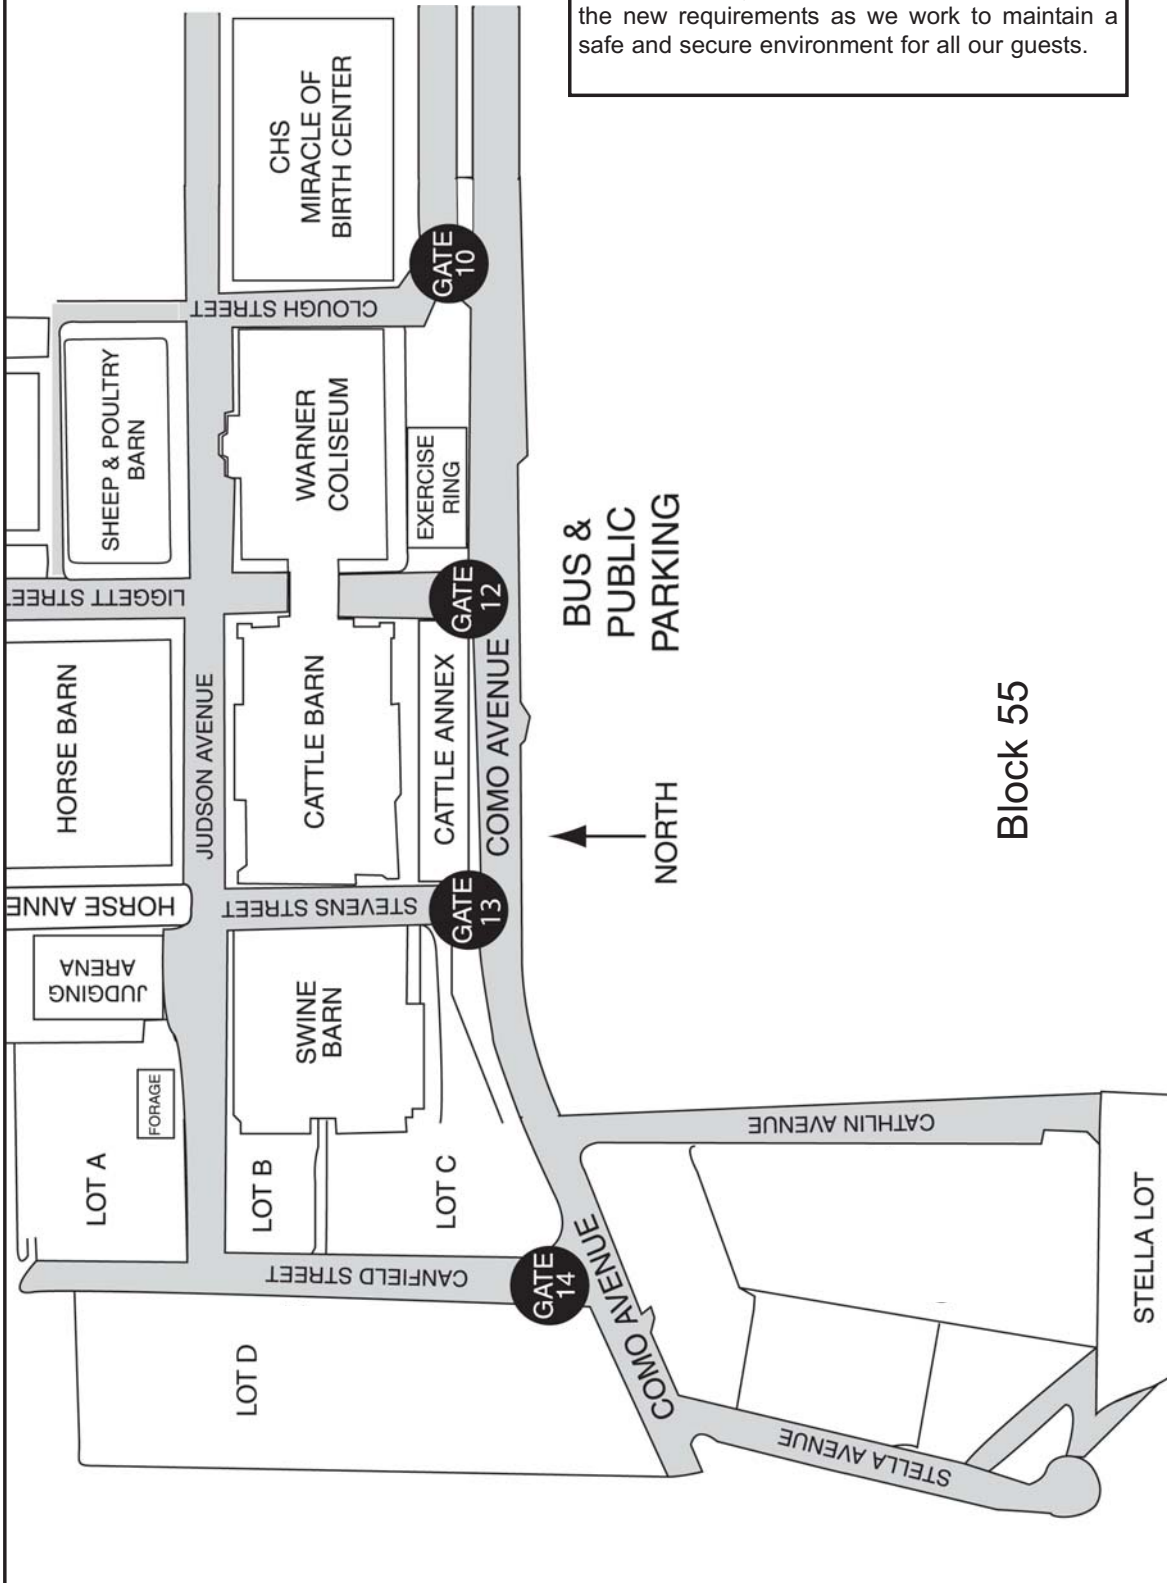 the new requirements as we work to maintain a
safe and secure environment for all our guests.
CHS
MIRACLE OF
BIRTH CENTER
GATE
10
CLOUGH STREET
SHEEP & POULTRY
BARN
WARNER
COLISEUM
EXERCISE
RING
LIGGETT STREET
GATE
12
BUS &
PUBLIC
PARKING
HORSE BARN
JUDSON AVENUE
CATTLE BARN
CATTLE ANNEX
COMO AVENUE
NORTH
Block 55
HORSE ANNE
STEVENS STREET
GATE
13
JUDGING
ARENA
SWINE
BARN
FORAGE
LOT A
LOT B
LOT C
CATHLIN AVENUE
CANFIELD STREET
GATE
14
COMO AVENUE
STELLA LOT
LOT D
STELLA AVENUE